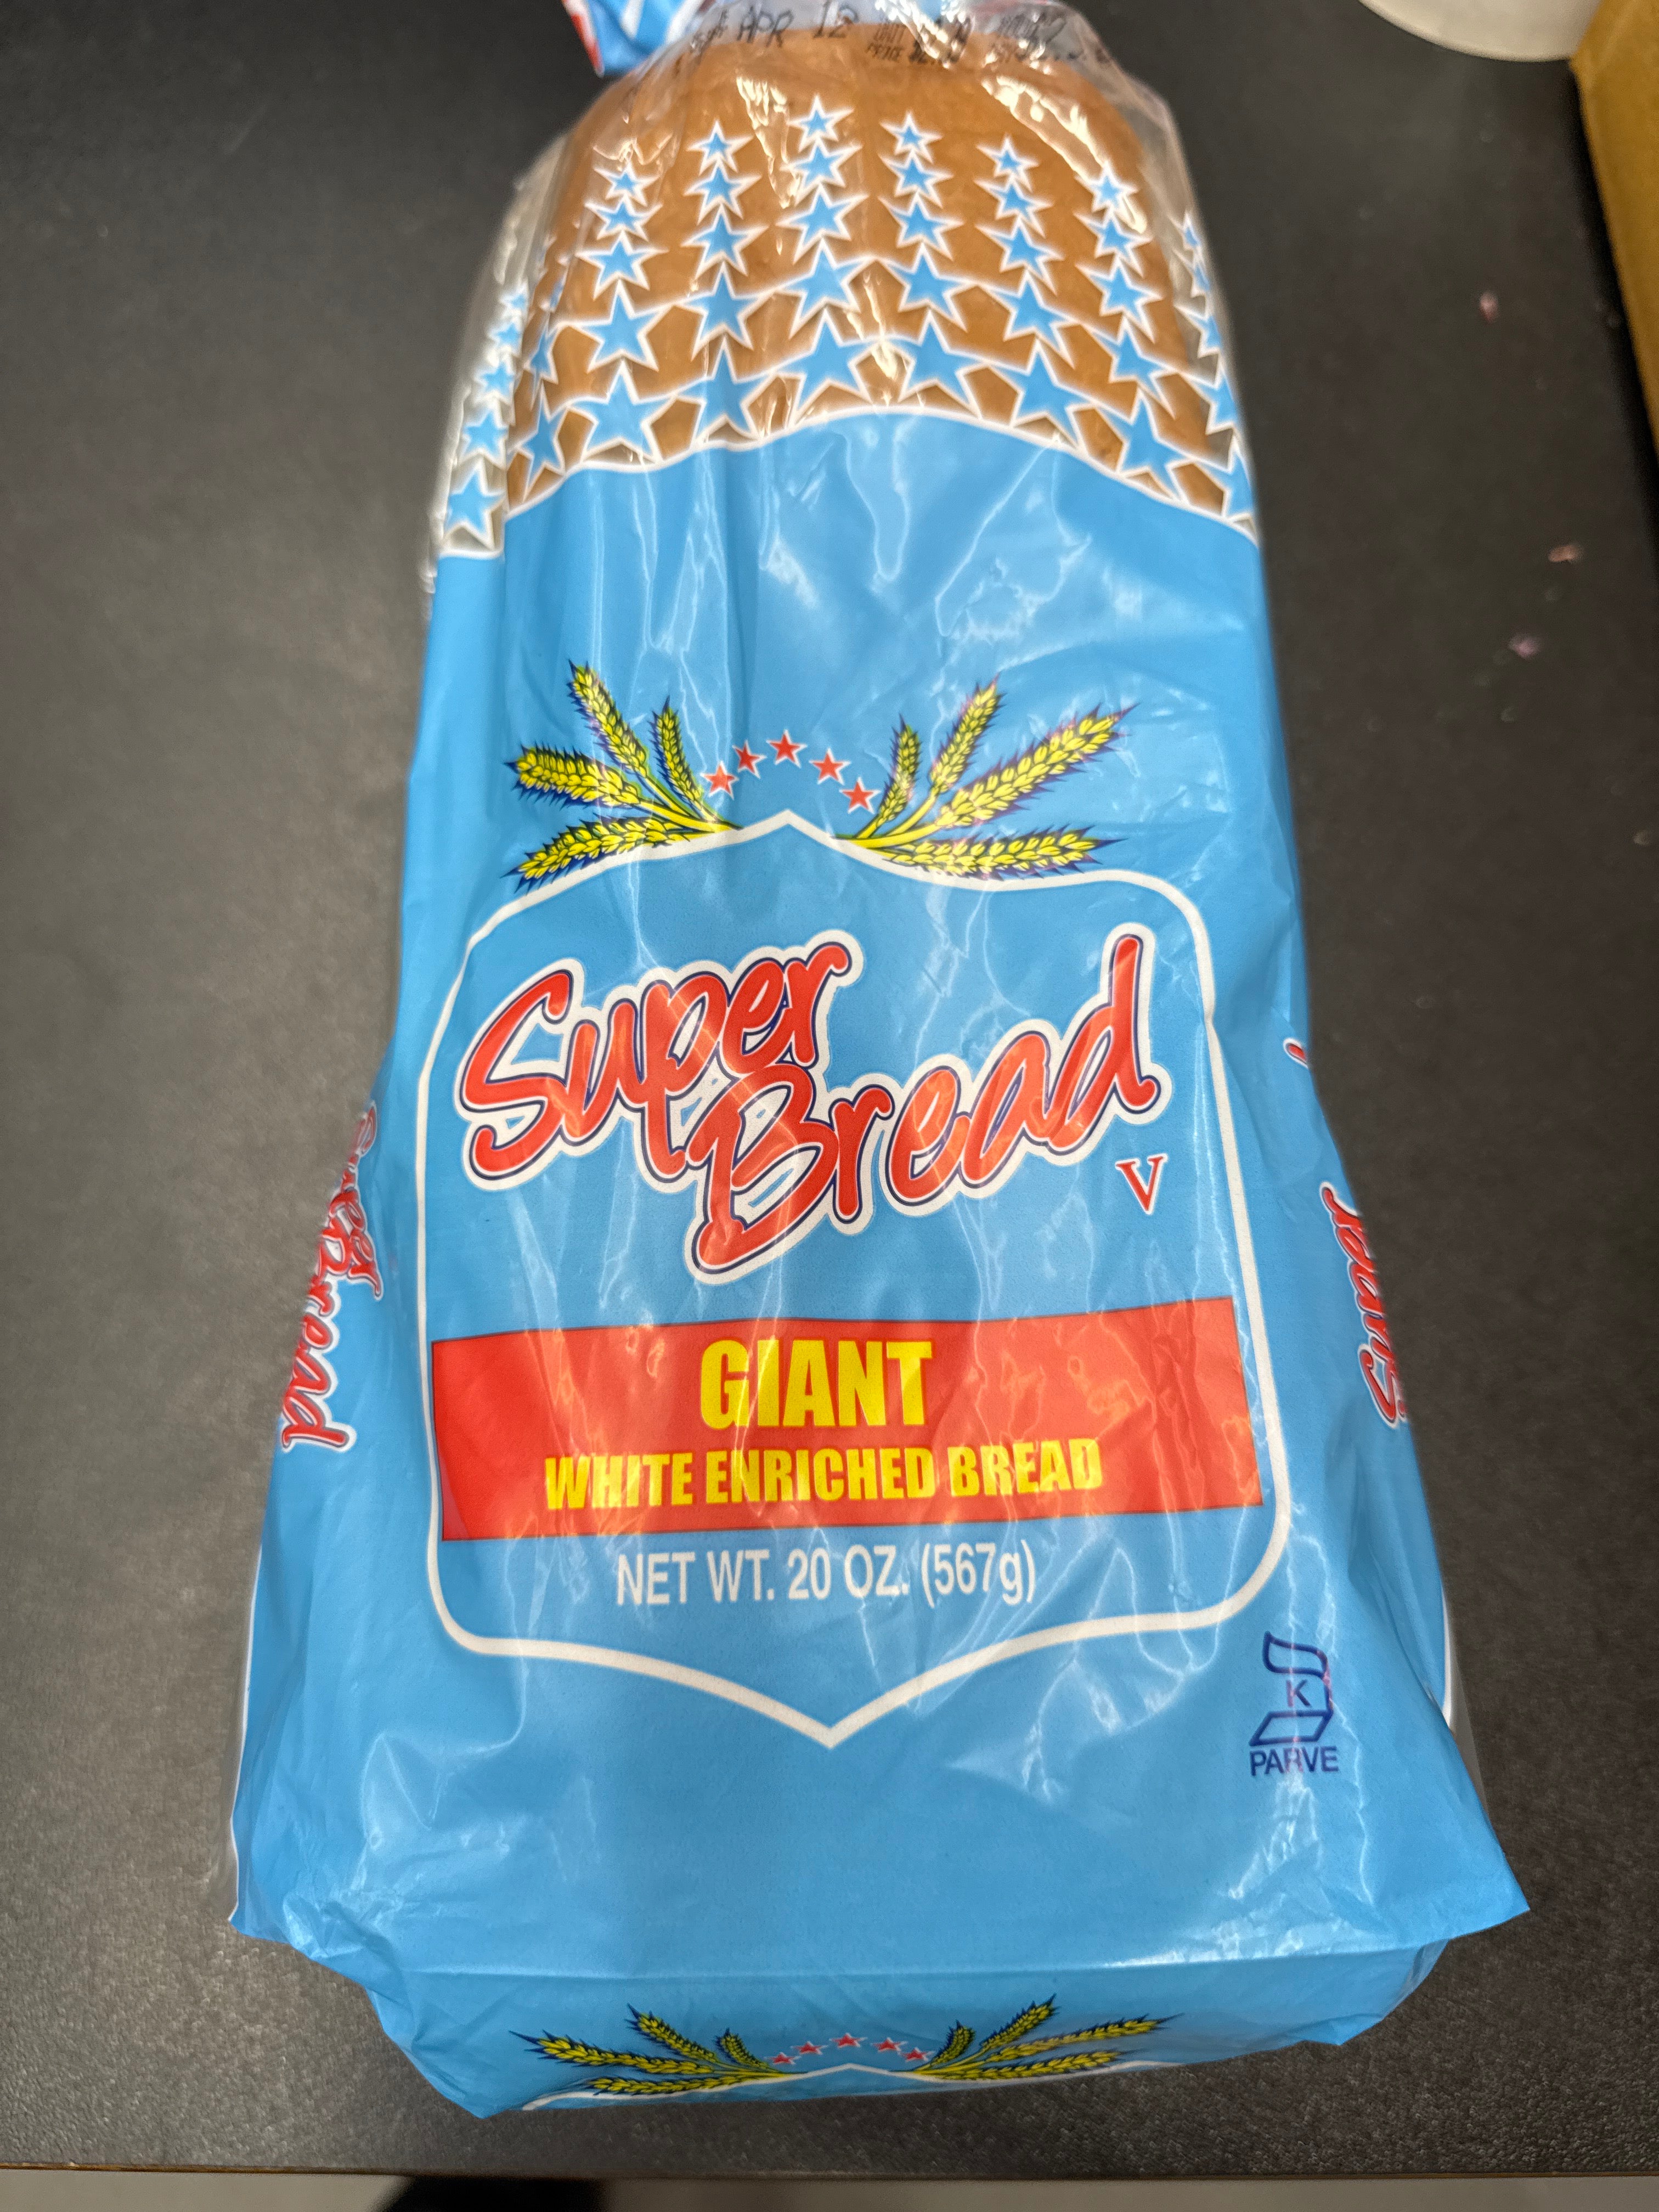 APR 12
Super
Bread
V
GIANT
WHITE ENRICHED BREAD
NET WT. 20 OZ. (567g)
K
PARVE
Super
Bread
Super